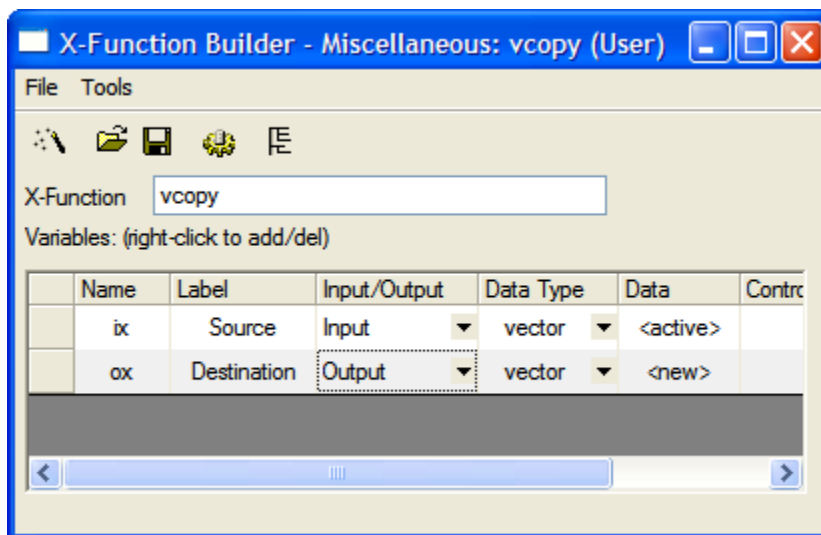 X-Function Builder - Miscellaneous: vcopy (User)
File Tools
X-Function vcopy
Variables: (right-click to add/del)
Name Label Input/Output Data Type Data Contro
ix Source Input vector <active>
ox Destination Output vector <new>